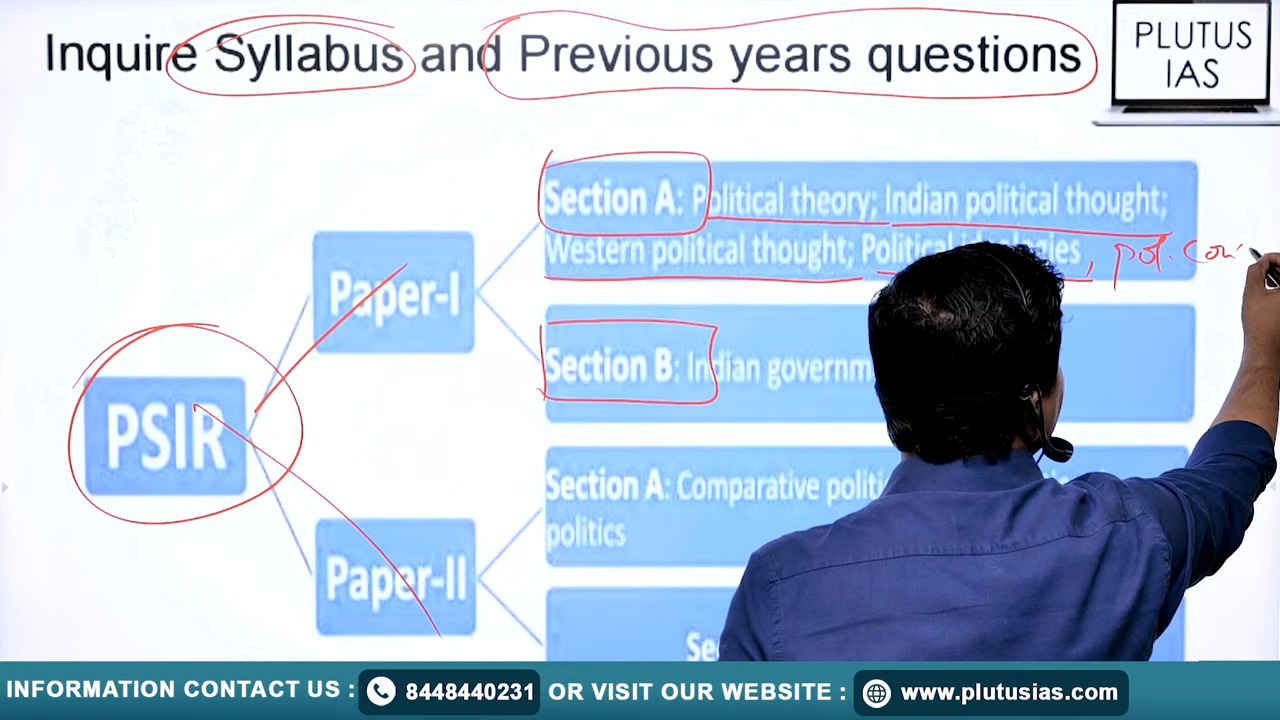 Inquire Syllabus and Previous years questions
PLUTUS
IAS
Section A: Political theory; Indian political thought;
Western political thought; Political ideologies, pol.
Paper-I
Section B: Indian
PSIR
Section A: Comparative
politics
Paper-II
INFORMATION CONTACT US : 8448440231 OR VISIT OUR WEBSITE : www.plutusias.com